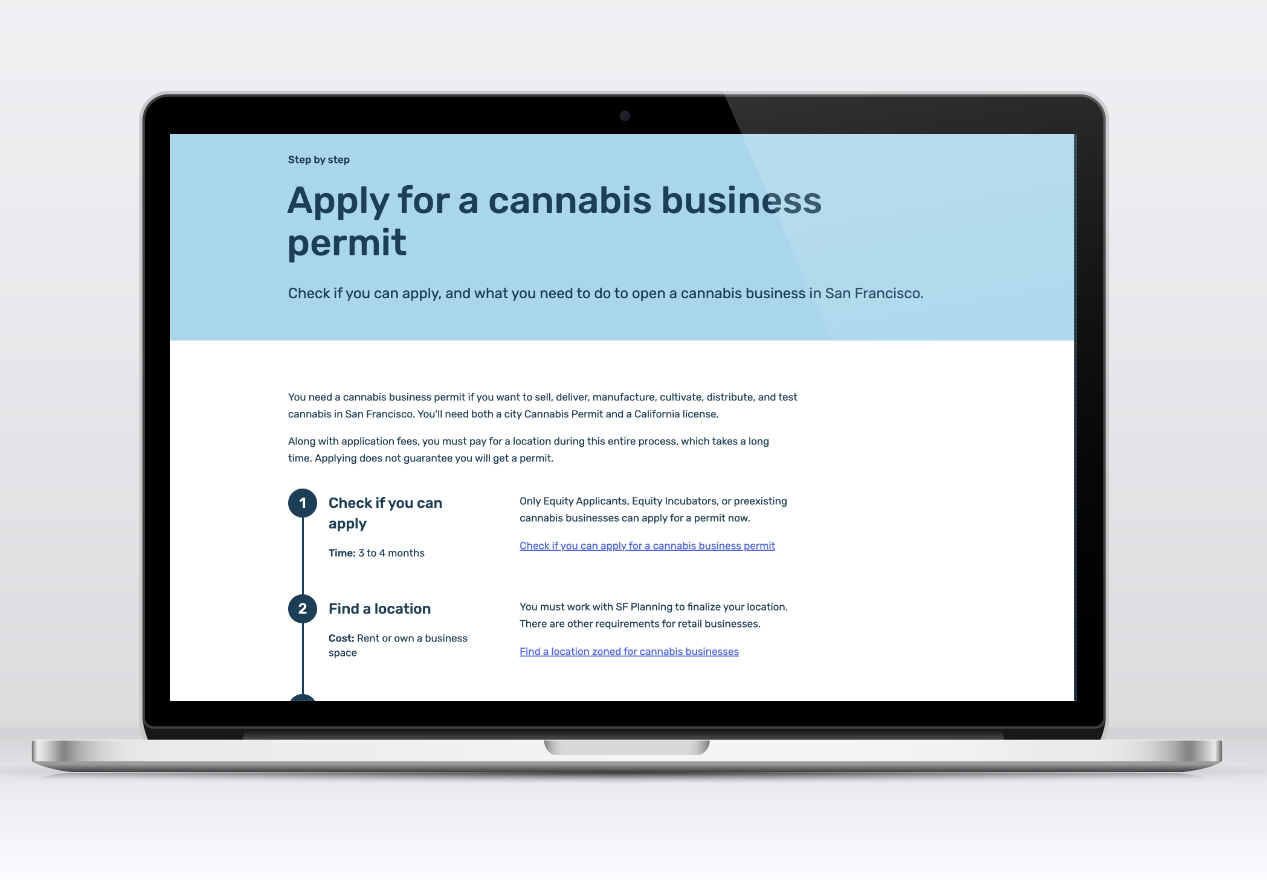 Step by step
Apply for a cannabis business
permit
Check if you can apply, and what you need to do to open a cannabis business in San Francisco.
You need a cannabis business permit if you want to sell, deliver, manufacture, cultivate, distribute, and test
cannabis in San Francisco. You'll need both a city Cannabis Permit and a California license.
Along with application fees, you must pay for a location during this entire process, which takes a long
time. Applying does not guarantee you will get a permit.
1
Check if you can
apply
Time: 3 to 4 months
Only Equity Applicants, Equity Incubators, or preexisting
cannabis businesses can apply for a permit now.
Check if you can apply for a cannabis business permit
2
Find a location
Cost: Rent or own a business
space
You must work with SF Planning to finalize your location.
There are other requirements for retail businesses.
Find a location zoned for cannabis businesses